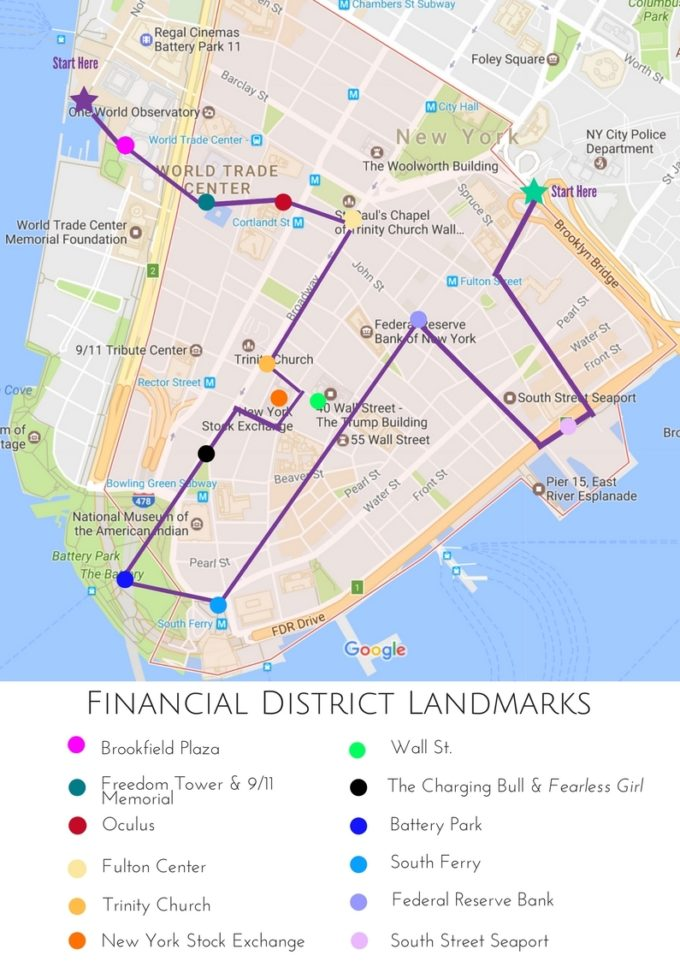 Chambers St Subway
Columbus
Park
Regal Cinemas
Battery Park 11
Foley Square
Worth St
Start Here
Barclay St
One World Observatory
City Hall
New York
NY City Police
Department
World Trade Center
The Woolworth Building
WORLD TRADE
CENTER
Spruce St
Start Here
St. Paul's Chapel
of Trinity Church Wall...
Cortlandt St
World Trade Center
Memorial Foundation
Brooklyn Bridge
2
John St
Fulton Street
Broadway
Pearl St
Federal Reserve
Bank of New York
Water St
Front St
9/11 Tribute Center
Trinity Church
Rector Street
South Street Seaport
Cove
New York
Stock Exchange
40 Wall Street -
The Trump Building
55 Wall Street
m of
tage
Beaver St
Pearl St
Water St
Front St
Bowling Green Subway
478
Pier 15, East
River Esplanade
National Museum of
the American Indian
Battery Park
The Battery
Pearl St
1
South Ferry
FDR Drive
Google
Financial District Landmarks
Brookfield Plaza
Freedom Tower & 9/11
Memorial
Oculus
Fulton Center
Trinity Church
New York Stock Exchange
Wall St.
The Charging Bull & Fearless Girl
Battery Park
South Ferry
Federal Reserve Bank
South Street Seaport